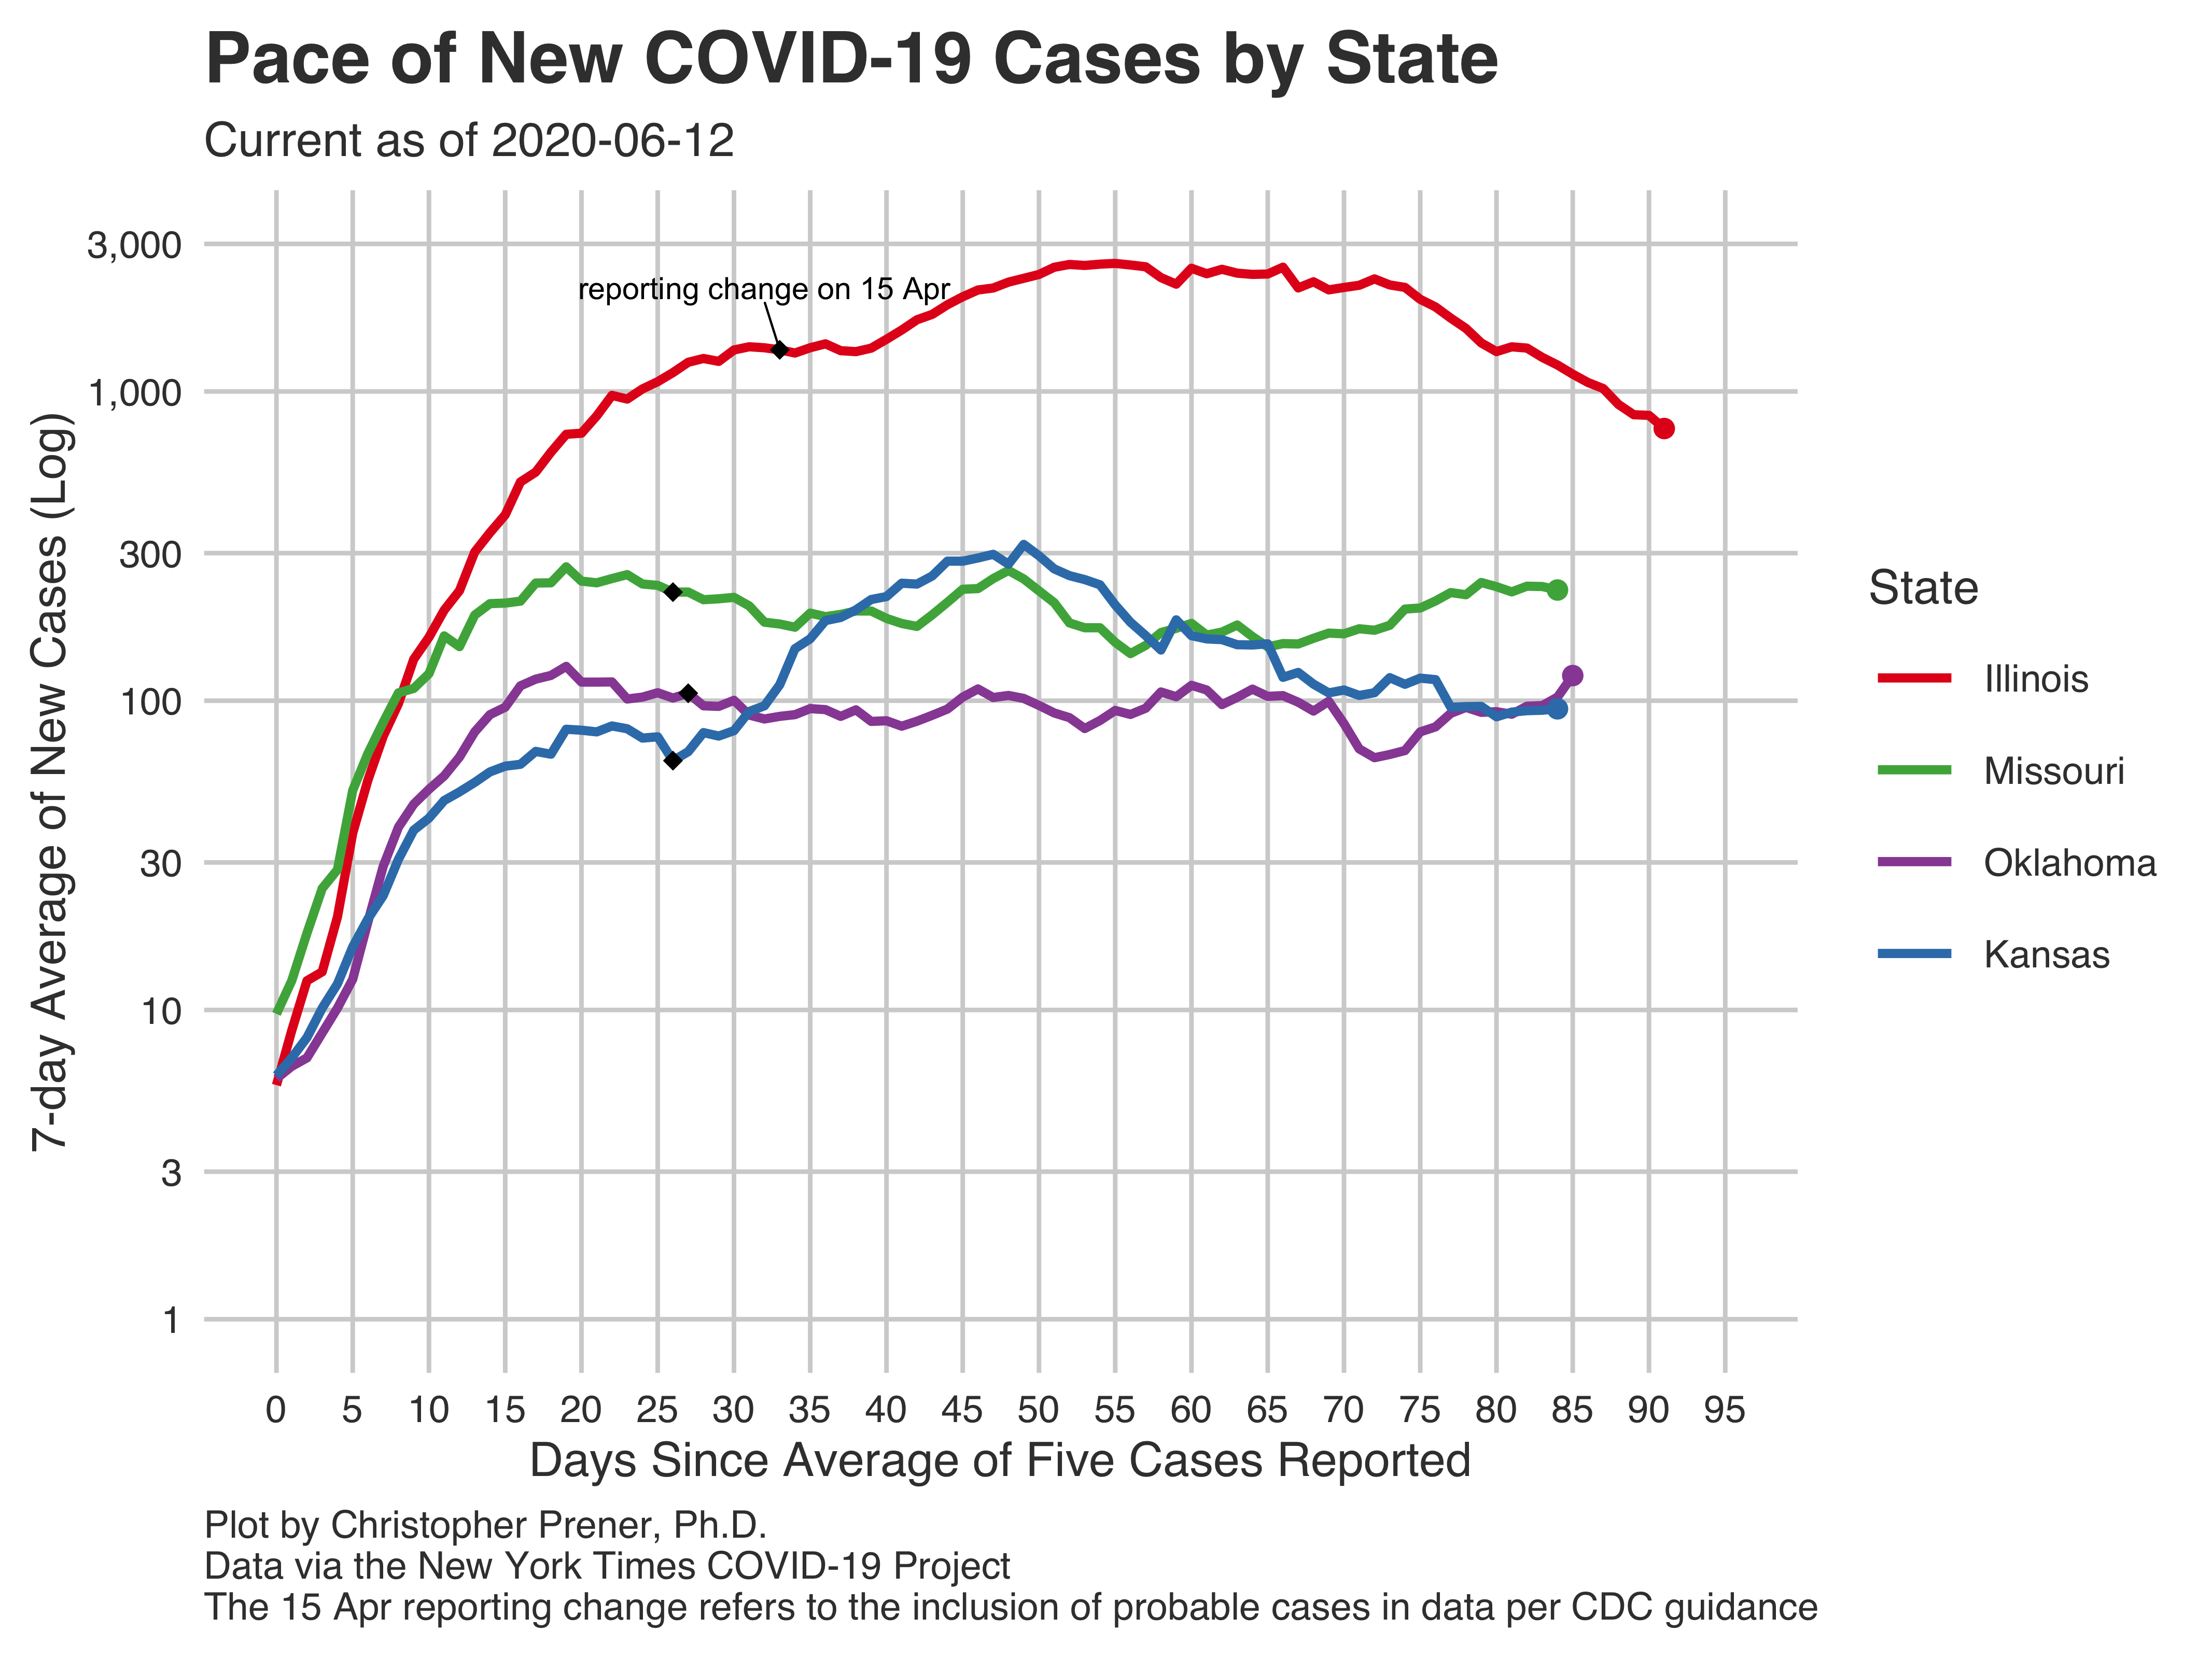 Pace of New COVID-19 Cases by State
Current as of 2020-06-12
7-day Average of New Cases (Log)
3,000
1,000
300
100
30
10
3
1
reporting change on 15 Apr
0 5 10 15 20 25 30 35 40 45 50 55 60 65 70 75 80 85 90 95
Days Since Average of Five Cases Reported
State
Illinois
Missouri
Oklahoma
Kansas
Plot by Christopher Prener, Ph.D.
Data via the New York Times COVID-19 Project
The 15 Apr reporting change refers to the inclusion of probable cases in data per CDC guidance